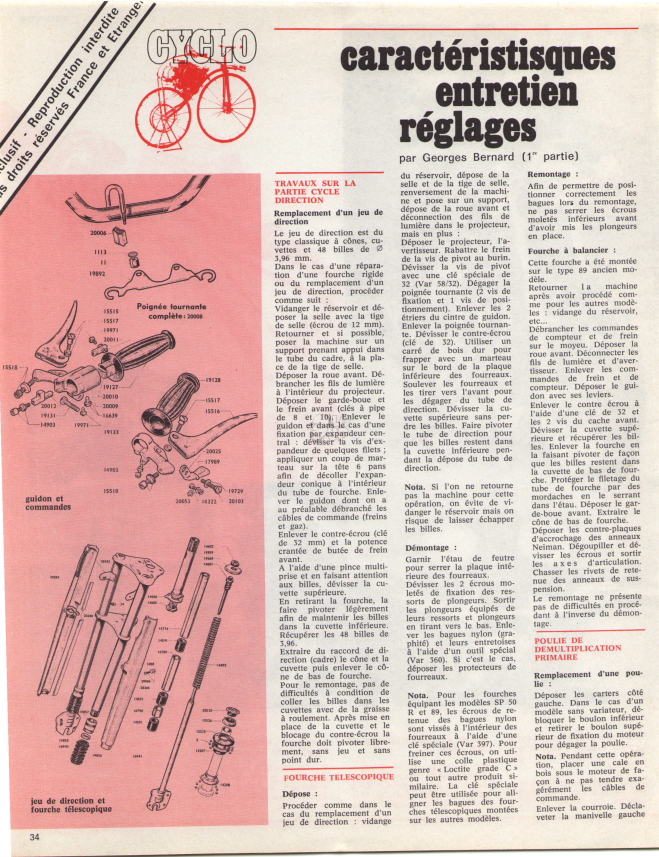 clusif - Reproduction interdite
s droits réservés France et Etranger
CYCLO
caractéristisques
entretien
réglages
par Georges Bernard (1re partie)
20006
1113
11
19892
Poignée tournante
complète : 20008
15515
15517
19971
20011
15518
19127
20010
20009
16639
20012
19131
14903
19971
19133
19128
15517
15516
20025
17909
14903
15518
19729
20053
14222
20103
guidon et
commandes
jeu de direction et
fourche télescopique
34
TRAVAUX SUR LA
PARTIE CYCLE
DIRECTION
Remplacement d'un jeu de
direction
Le jeu de direction est du
type classique à cônes, cu-
vettes et 48 billes de Ø
3,96 mm.
Dans le cas d'une répara-
tion d'une fourche rigide
ou du remplacement d'un
jeu de direction, procéder
comme suit :
Vidanger le réservoir et dé-
poser la selle avec la tige
de selle (écrou de 12 mm).
Retourner et si possible,
poser la machine sur un
support prenant appui dans
le tube du cadre, à la pla-
ce de la tige de selle.
Déposer la roue avant. Dé-
brancher les fils de lumière
à l'intérieur du projecteur.
Déposer le garde-boue et
le frein avant (clés à pipe
de 8 et 10). Enlever le
guidon et dans le cas d'une
fixation par expandeur cen-
tral : dévisser la vis d'ex-
pandeur de quelques filets ;
appliquer un coup de mar-
teau sur la tête 6 pans
afin de décoller l'expan-
deur conique à l'intérieur
du tube de fourche. Enle-
ver le guidon dont on a
au préalable débranché les
câbles de commande (freins
et gaz).
Enlever le contre-écrou (clé
de 32 mm) et la potence
crantée de butée de frein
avant.
A l'aide d'une pince multi-
prise et en faisant attention
aux billes, dévisser la cu-
vette supérieure.
En retirant la fourche, la
faire pivoter légèrement
afin de maintenir les billes
dans la cuvette inférieure.
Récupérer les 48 billes de
3,96.
Extraire du raccord de di-
rection (cadre) le cône et la
cuvette puis enlever le cô-
ne de bas de fourche.
Pour le remontage, pas de
difficultés à condition de
coller les billes dans les
cuvettes avec de la graisse
à roulement. Après mise en
place de la cuvette et le
blocage du contre-écrou la
fourche doit pivoter libre-
ment, sans jeu et sans
point dur.
FOURCHE TELESCOPIQUE
Dépose :
Procéder comme dans le
cas du remplacement d'un
jeu de direction : vidange
du réservoir, dépose de la
selle et de la tige de selle,
renversement de la machi-
ne et pose sur un support,
dépose de la roue avant et
déconnection des fils de
lumière dans le projecteur,
mais en plus :
Déposer le projecteur, l'a-
vertisseur. Rabattre le frein
de la vis de pivot au burin.
Dévisser la vis de pivot
avec une clé spéciale de
32 (Var 58/32). Dégager la
poignée tournante (2 vis de
fixation et 1 vis de posi-
tionnement). Enlever les 2
étriers du cintre de guidon.
Enlever la poignée tournan-
te. Dévisser le contre-écrou
(clé de 32). Utiliser un
carré de bois dur pour
frapper avec un marteau
sur le bord de la plaque
inférieure des fourreaux.
Soulever les fourreaux et
les tirer vers l'avant pour
les dégager du tube de
direction. Dévisser la cu-
vette supérieure sans per-
dre les billes. Faire pivoter
le tube de direction pour
que les billes restent dans
la cuvette inférieure pen-
dant la dépose du tube de
direction.
Nota. Si l'on ne retourne
pas la machine pour cette
opération, on évite de vi-
danger le réservoir mais on
risque de laisser échapper
les billes.
Démontage :
Garnir l'étau de feutre
pour serrer la plaque inté-
rieure des fourreaux.
Dévisser les 2 écrous mo-
letés de fixation des res-
sorts de plongeurs. Sortir
les plongeurs équipés de
leurs ressorts et plongeurs
en tirant vers le bas. Enle-
ver les bagues nylon (gra-
phité) et leurs entretoises
à l'aide d'un outil spécial
(Var 360). Si c'est le cas,
déposer les protecteurs de
fourreaux.
Nota. Pour les fourches
équipant les modèles SP 50
R et 89, les écrous de re-
tenue des bagues nylon
sont vissés à l'intérieur des
fourreaux à l'aide d'une
clé spéciale (Var 397). Pour
freiner ces écrous, on uti-
lise une colle plastique
genre « Loctite grade C »
ou tout autre produit si-
milaire. La clé spéciale
peut être utilisée pour ali-
gner les bagues des four-
ches télescopiques montées
sur les autres modèles.
Remontage :
Afin de permettre de posi-
tionner correctement les
bagues lors du remontage,
ne pas serrer les écrous
moletés inférieurs avant
d'avoir mis les plongeurs
en place.
Fourche à balancier :
Cette fourche a été montée
sur le type 89 ancien mo-
dèle.
Retourner la machine
après avoir procédé com-
me pour les autres modè-
les : vidange du réservoir,
etc...
Débrancher les commandes
de compteur et de frein
sur le moyeu. Déposer la
roue avant. Déconnecter les
fils de lumière et d'aver-
tisseur. Enlever les com-
mandes de frein et de
compteur. Déposer le gui-
don avec ses leviers.
Enlever le contre écrou à
l'aide d'une clé de 32 et
les 2 vis du cache avant.
Dévisser la cuvette supé-
rieure et récupérer les bil-
les. Enlever la fourche en
la faisant pivoter de façon
que les billes restent dans
la cuvette de bas de four-
che. Protéger le filetage du
tube de fourche par des
mordaches en le serrant
dans l'étau. Déposer le gar-
de-boue avant. Extraire le
cône de bas de fourche.
Déposer les contre-plaques
d'accrochage des anneaux
Neiman. Dégoupiller et dé-
visser les écrous et sortir
les axes d'articulation.
Chasser les rivets de rete-
nue des anneaux de sus-
pension.
Le remontage ne présente
pas de difficultés en procé-
dant à l'inverse du démon-
tage.
POULIE DE
DEMULTIPLICATION
PRIMAIRE
Remplacement d'une pou-
lie :
Déposer les carters côté
gauche. Dans le cas d'un
modèle sans variateur, dé-
bloquer le boulon inférieur
et retirer le boulon supé-
rieur de fixation du moteur
pour dégager la poulie.
Nota. Pendant cette opéra-
tion, placer une cale en
bois sous le moteur de fa-
çon à ne pas tendre exa-
gérément les câbles de
commande.
Enlever la courroie. Décla-
veter la manivelle gauche